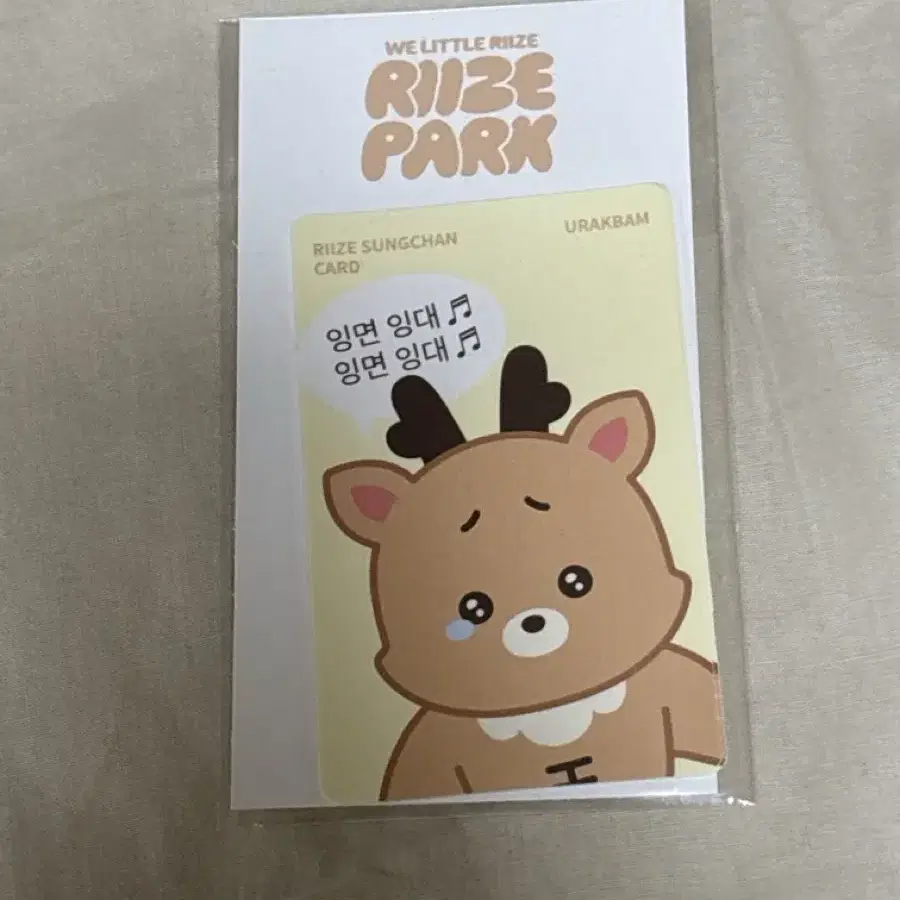 WE LITTLE RIIZE
RIIZE
PARK
RIIZE SUNGCHAN
CARD
URAKBAM
잉면 잉대 ♬
잉면 잉대 ♬